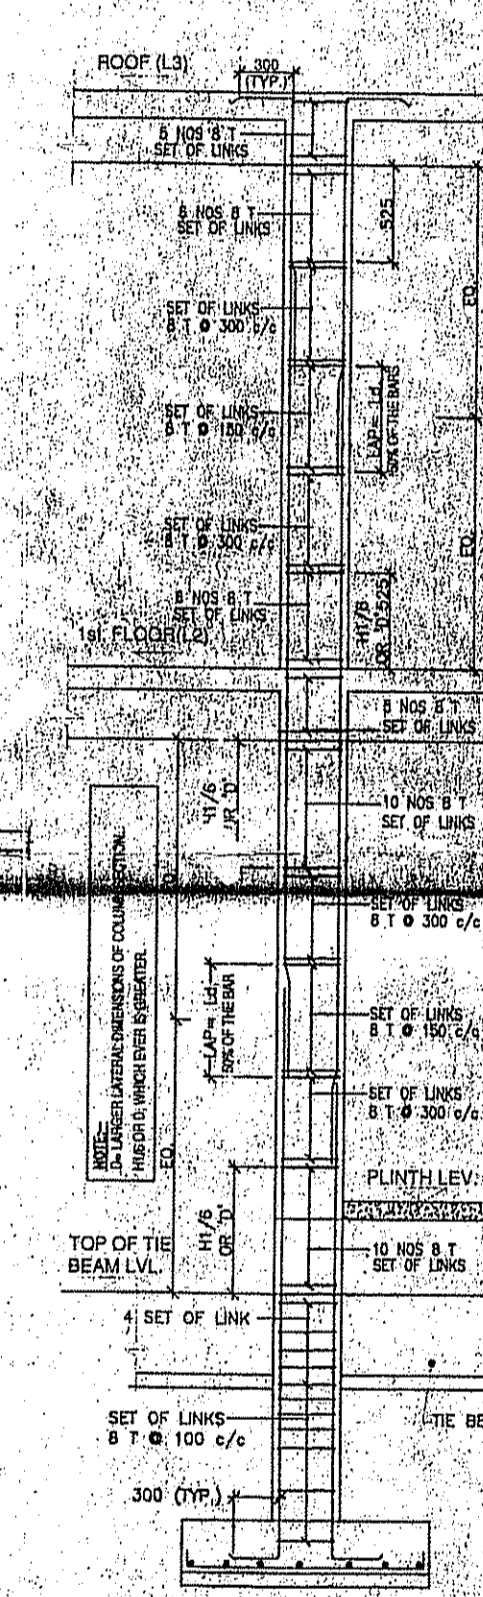 ROOF (L3)
300
(TYP.)
8 T
SET OF LINKS
8 NOS 8 T
SET OF LINKS
525
EQ.
SET OF LINKS
8 T @ 300 c/c
SET OF LINKS
8 T @ 150 c/c
LAP = Ld
50% OF THE BARS
SET OF LINKS
8 T @ 300 c/c
EQ.
8 NOS 8 T
SET OF LINKS
H1/6
OR 'D' 525
1st. FLOOR(L2)
8 T
SET OF LINKS
H1/6
OR 'D'
10 NOS 8 T
SET OF LINKS
SET OF LINKS
8 T @ 300 c/c
NOTE:-
D= LARGER LATERAL DIMENSIONS OF COLUMN SECTION.
H1/6 OR D, WHICH EVER IS GREATER.
LAP = Ld
50% OF THE BAR
SET OF LINKS
8 T @ 150 c/c
SET OF LINKS
8 T @ 300 c/c
EQ.
H1/6
OR 'D'
PLINTH LEV.
TOP OF TIE
BEAM LVL.
10 NOS 8 T
SET OF LINKS
4 SET OF LINK
SET OF LINKS
8 T @ 100 c/c
TIE BE
300 (TYP.)